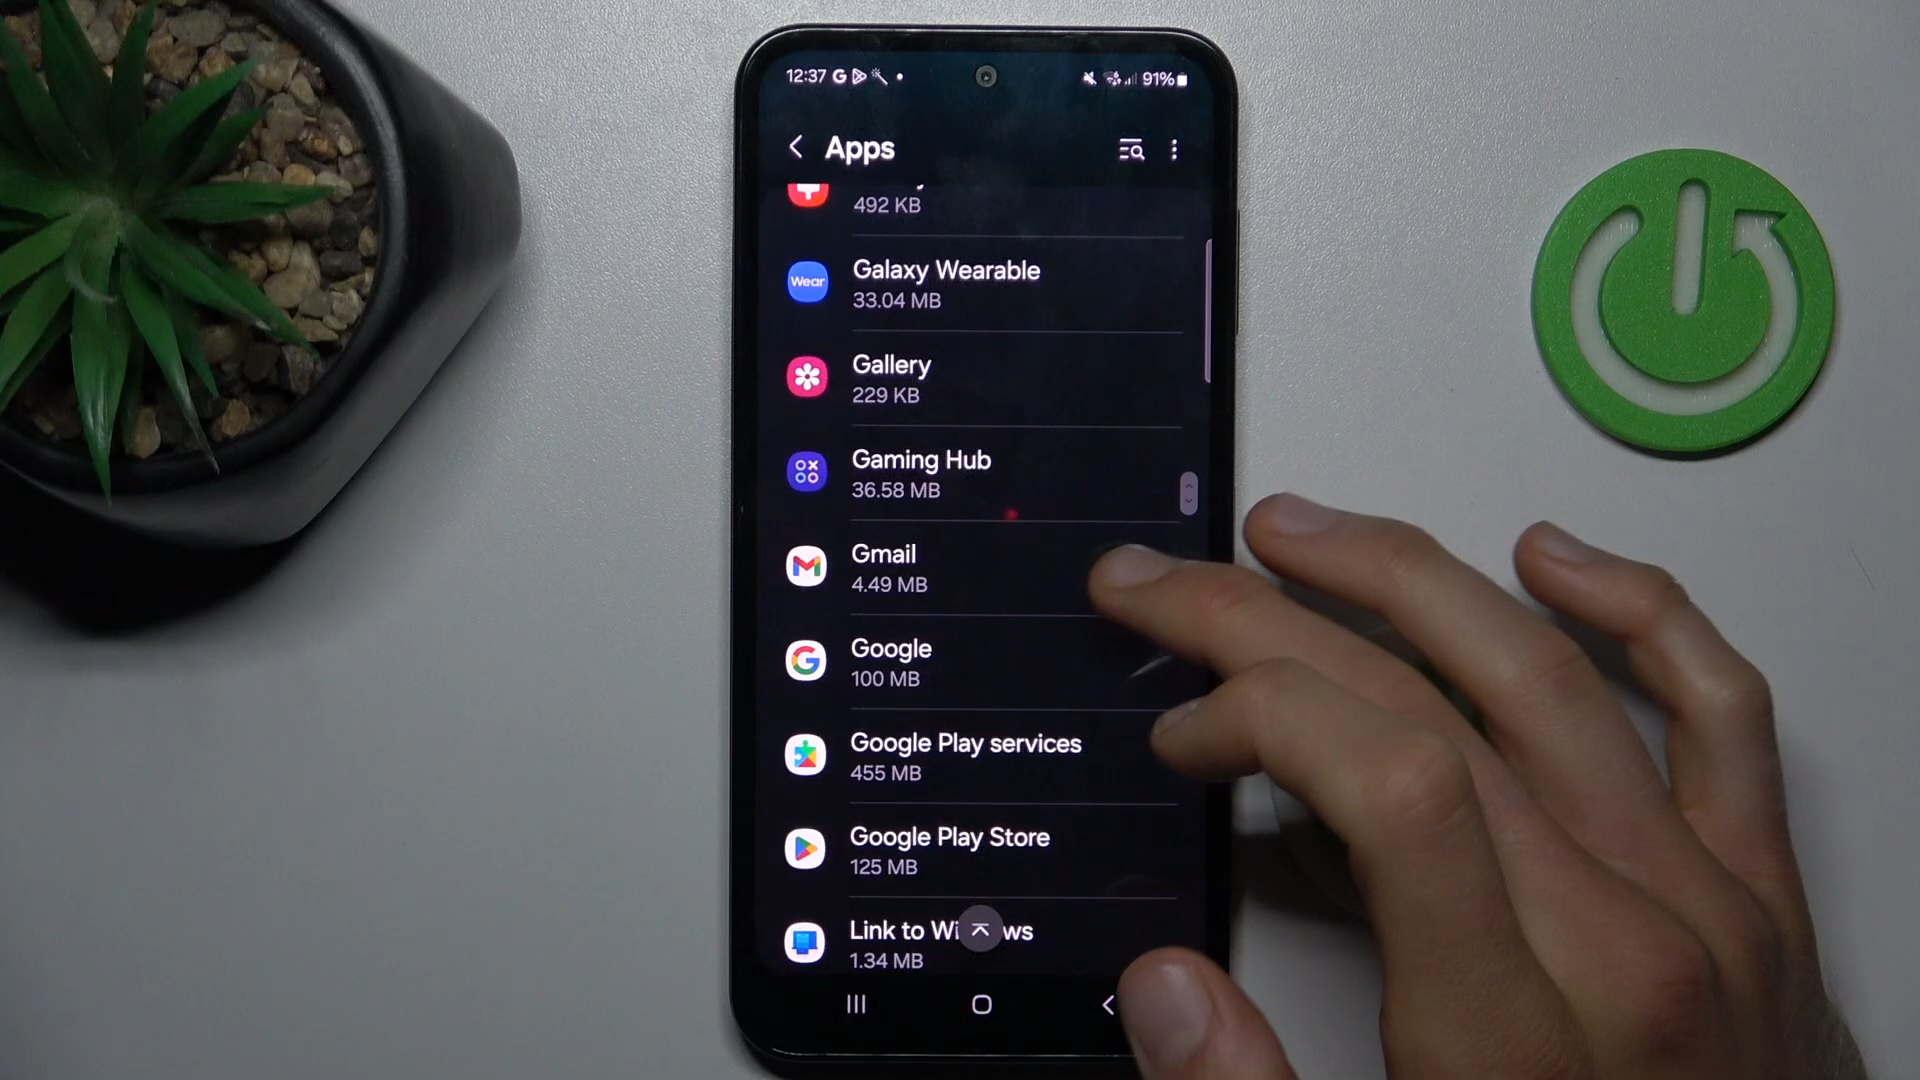 12:37 G
91%
Apps
492 KB
Wear
Galaxy Wearable
33.04 MB
Gallery
229 KB
Gaming Hub
36.58 MB
Gmail
4.49 MB
Google
100 MB
Google Play services
455 MB
Google Play Store
125 MB
Link to Wi ws
1.34 MB